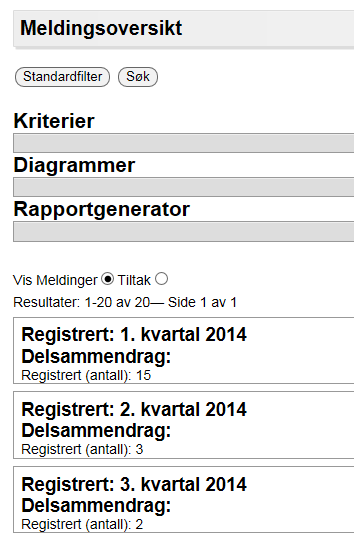 Meldingsoversikt
Standardfilter Søk
Kriterier
Diagrammer
Rapportgenerator
Vis Meldinger Tiltak
Resultater: 1-20 av 20— Side 1 av 1
Registrert: 1. kvartal 2014
Delsammendrag:
Registrert (antall): 15
Registrert: 2. kvartal 2014
Delsammendrag:
Registrert (antall): 3
Registrert: 3. kvartal 2014
Delsammendrag:
Registrert (antall): 2